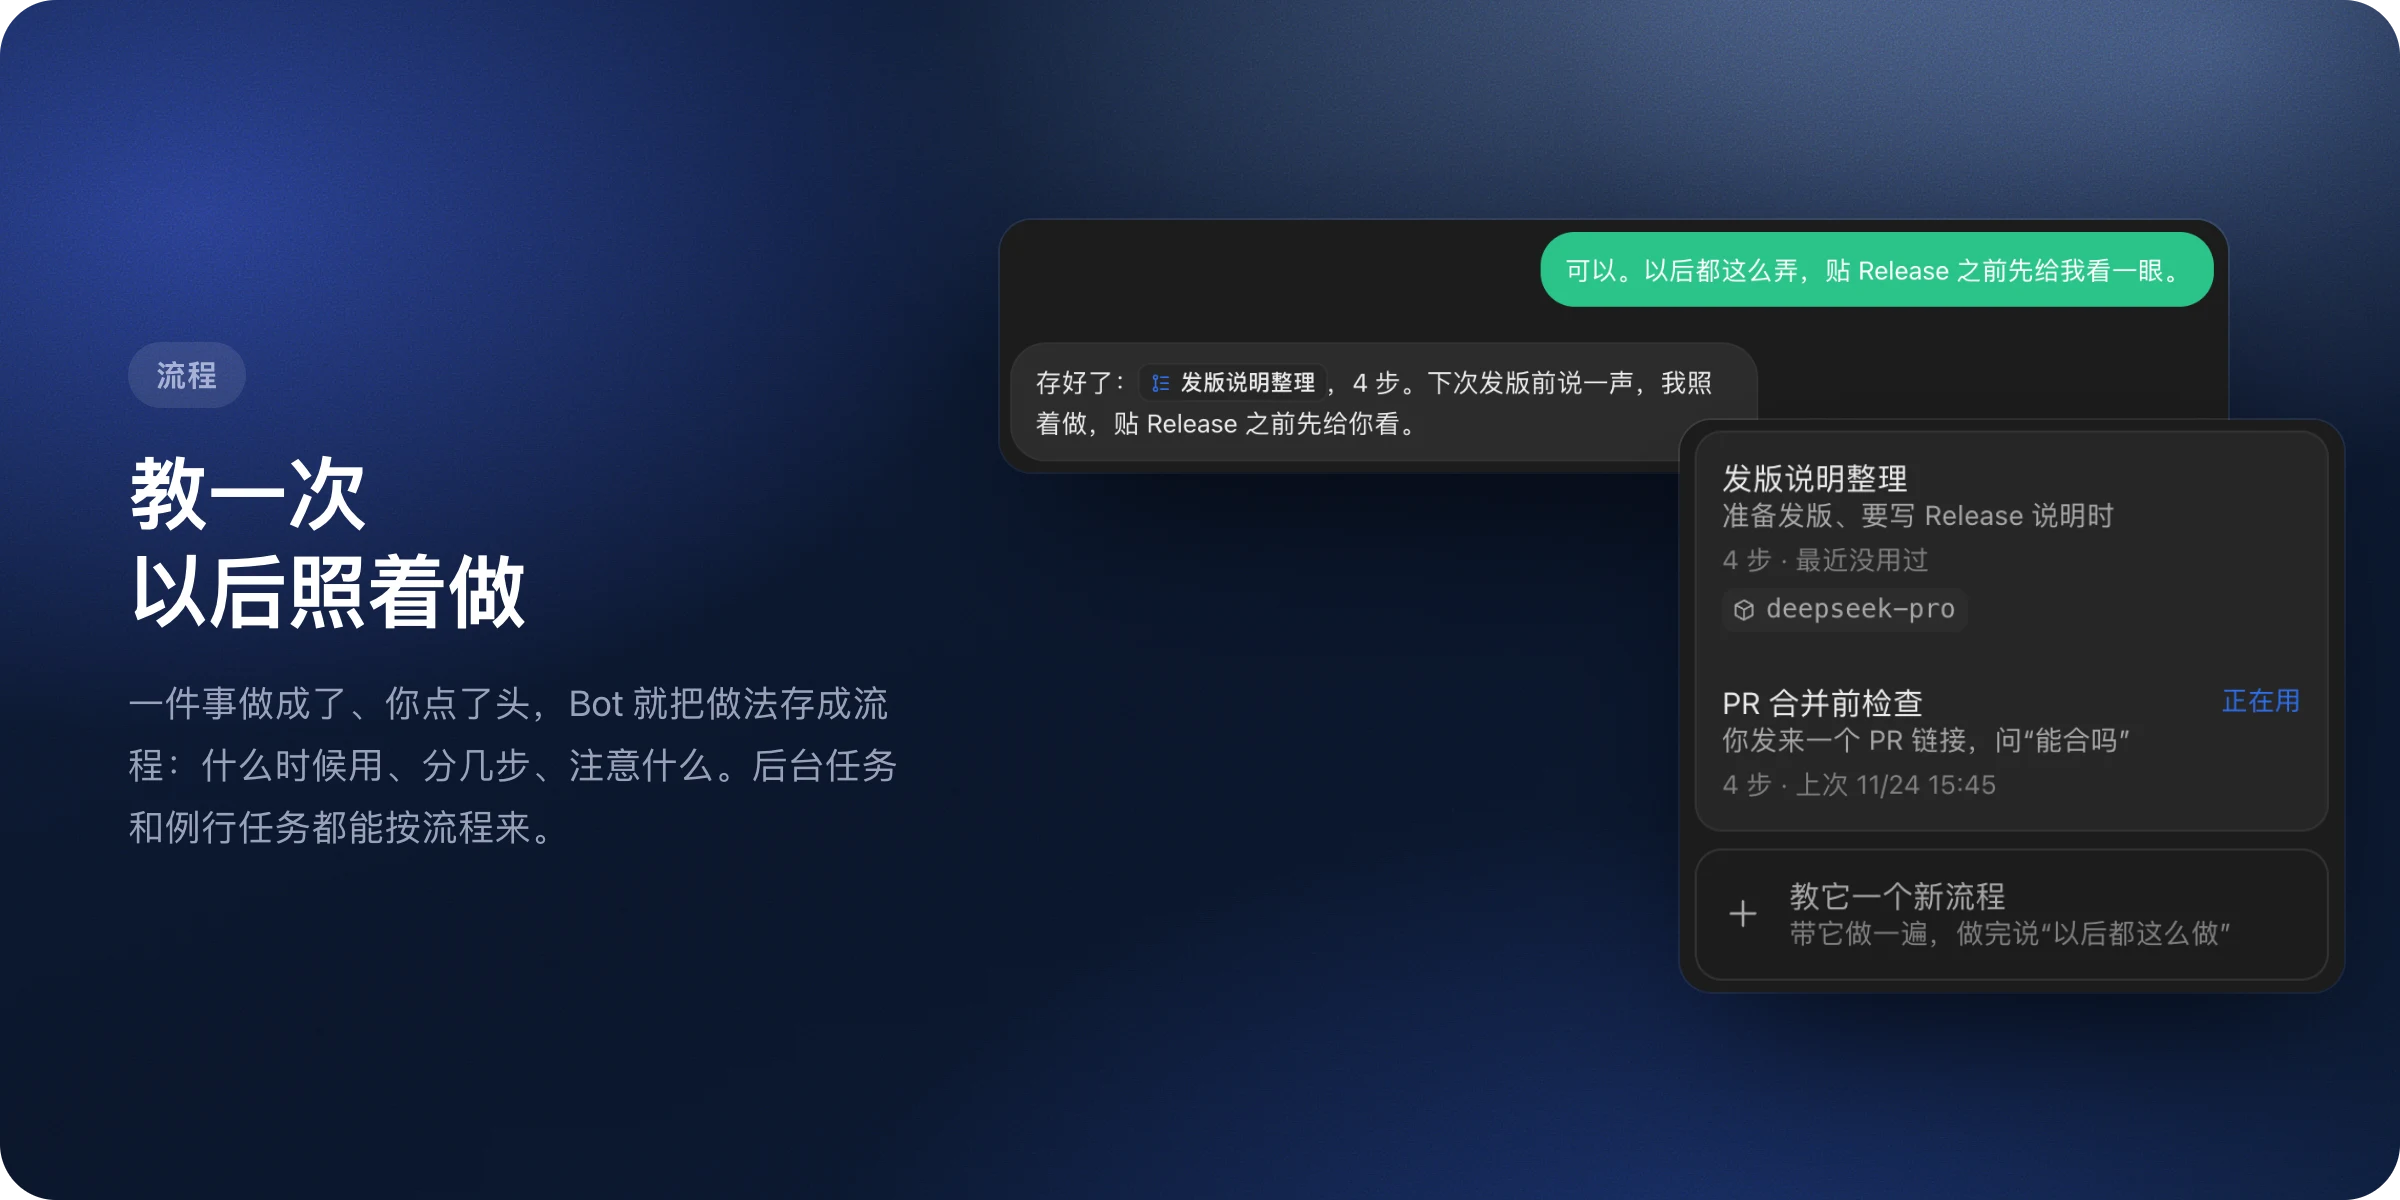 流程
教一次
以后照着做
一件事做成了、你点了头，Bot 就把做法存成流
程：什么时候用、分几步、注意什么。后台任务
和例行任务都能按流程来。
可以。以后都这么弄，贴 Release 之前先给我看一眼。
存好了：发版说明整理，4 步。下次发版前说一声，我照
着做，贴 Release 之前先给你看。
发版说明整理
准备发版、要写 Release 说明时
4 步 · 最近没用过
deepseek-pro
PR 合并前检查
正在用
你发来一个 PR 链接，问“能合吗”
4 步 · 上次 11/24 15:45
教它一个新流程
带它做一遍，做完说“以后都这么做”